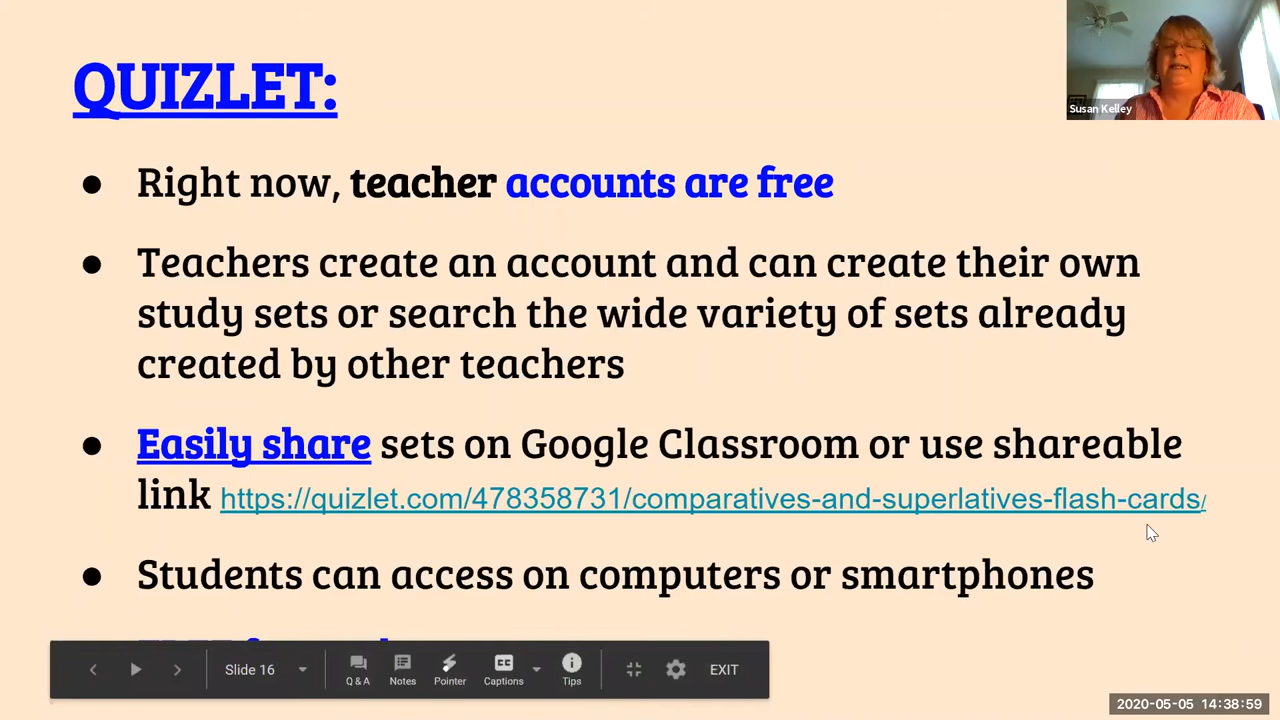 QUIZLET:
Susan Kelley
● Right now, teacher accounts are free
● Teachers create an account and can create their own
study sets or search the wide variety of sets already
created by other teachers
● Easily share sets on Google Classroom or use shareable
link https://quizlet.com/478358731/comparatives-and-superlatives-flash-cards/
● Students can access on computers or smartphones
Slide 16
Q & A
Notes
Pointer
CC
Captions
Tips
EXIT
2020-05-05 14:38:59